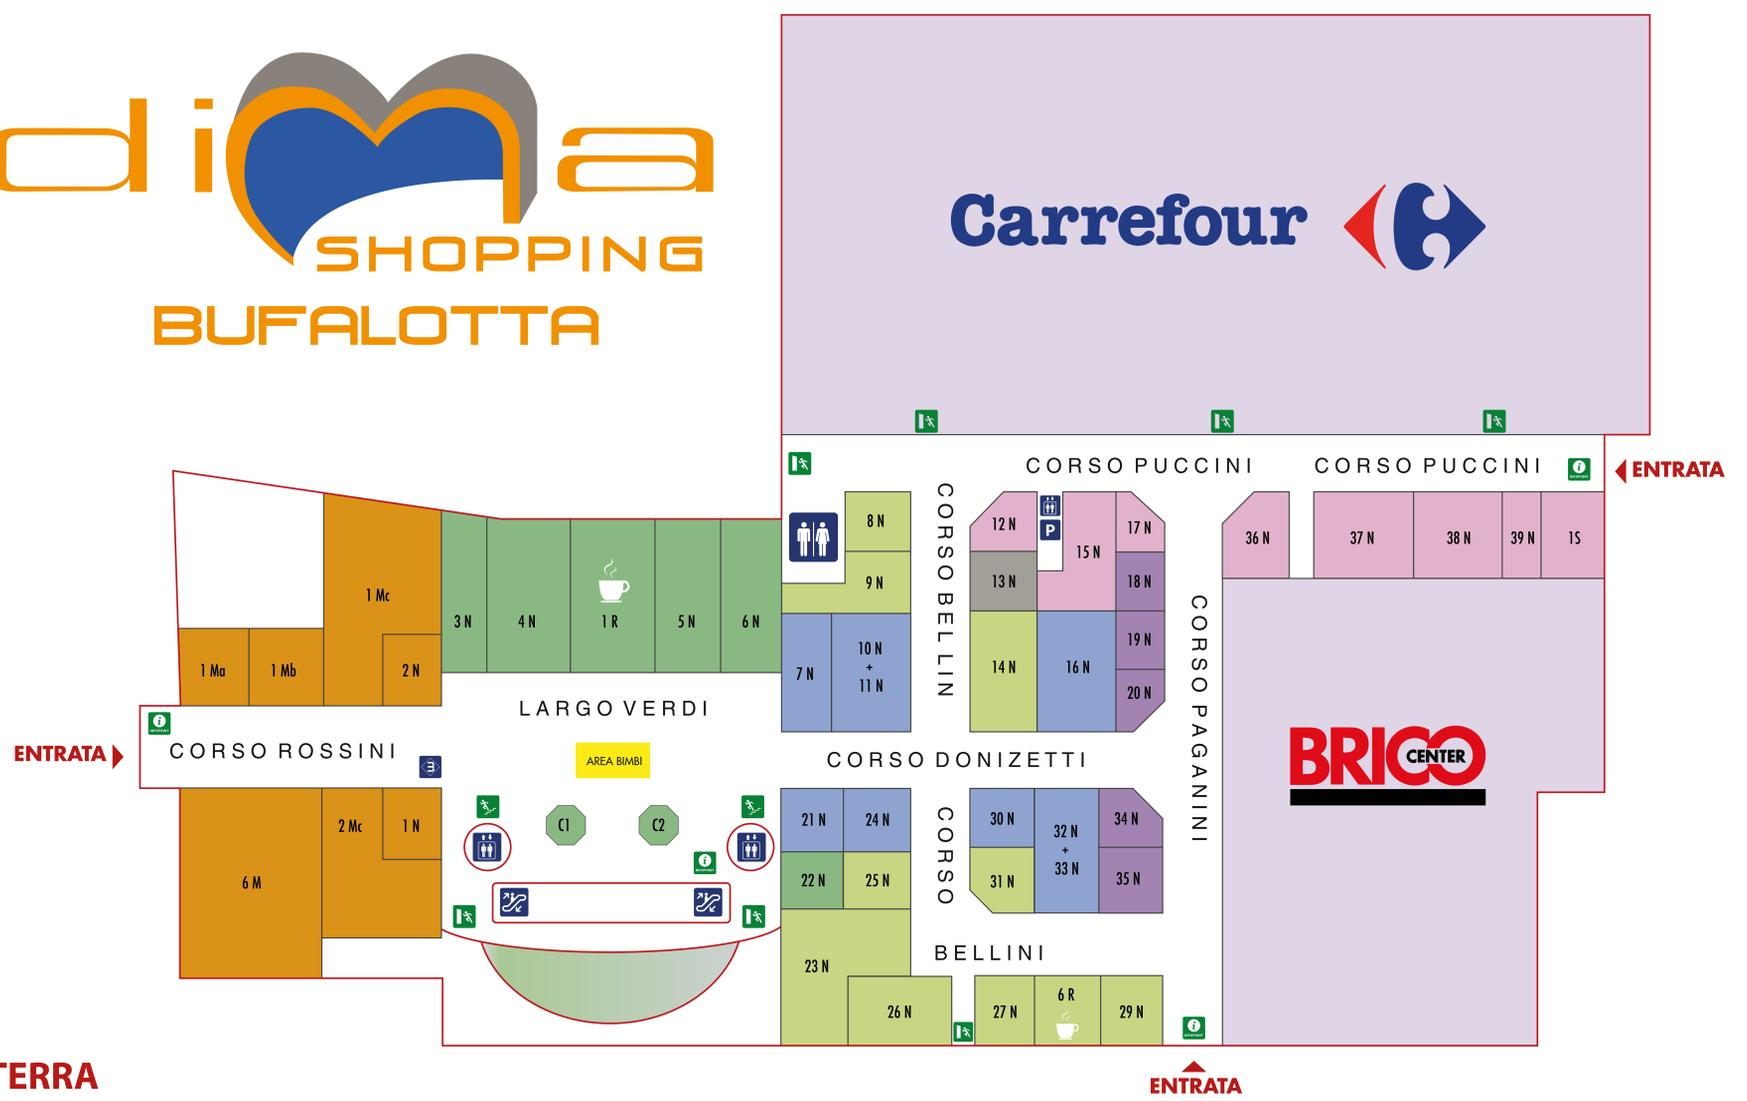 dima
SHOPPING
BUFALOTTA
Carrefour
CORSO PUCCINI
CORSO PUCCINI
ENTRATA
CORSO BELLIN
CORSO PAGANINI
8 N
9 N
7 N
10 N
+
11 N
12 N
P
15 N
17 N
13 N
18 N
14 N
16 N
19 N
20 N
36 N
37 N
38 N
39 N
1S
1 Mc
1 Ma
1 Mb
2 N
3 N
4 N
1 R
5 N
6 N
LARGO VERDI
CORSO ROSSINI
ENTRATA
AREA BIMBI
CORSO DONIZETTI
BRICO
CENTER
6 M
2 Mc
1 N
C1
C2
21 N
24 N
22 N
25 N
23 N
26 N
CORSO
BELLINI
30 N
31 N
32 N
+
33 N
34 N
35 N
27 N
6 R
29 N
ENTRATA
TERRA